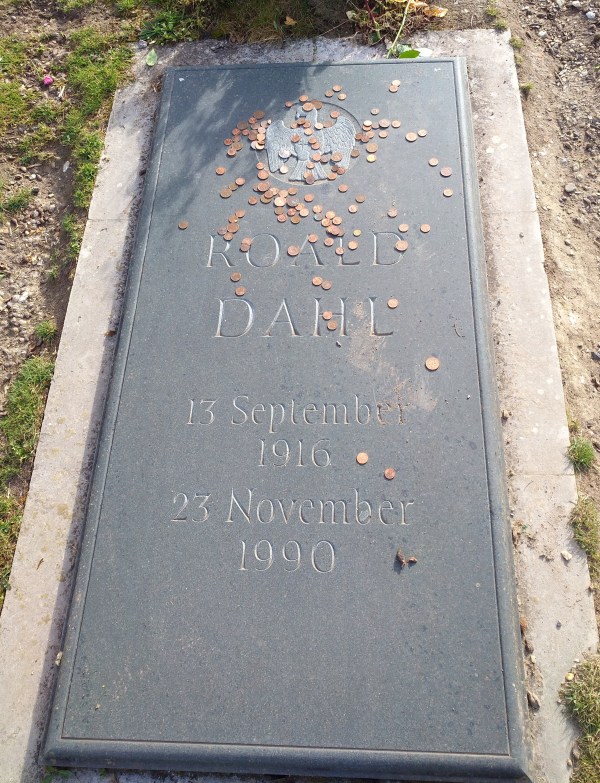 ROALD
DAHL
13 September
1916
23 November
1990